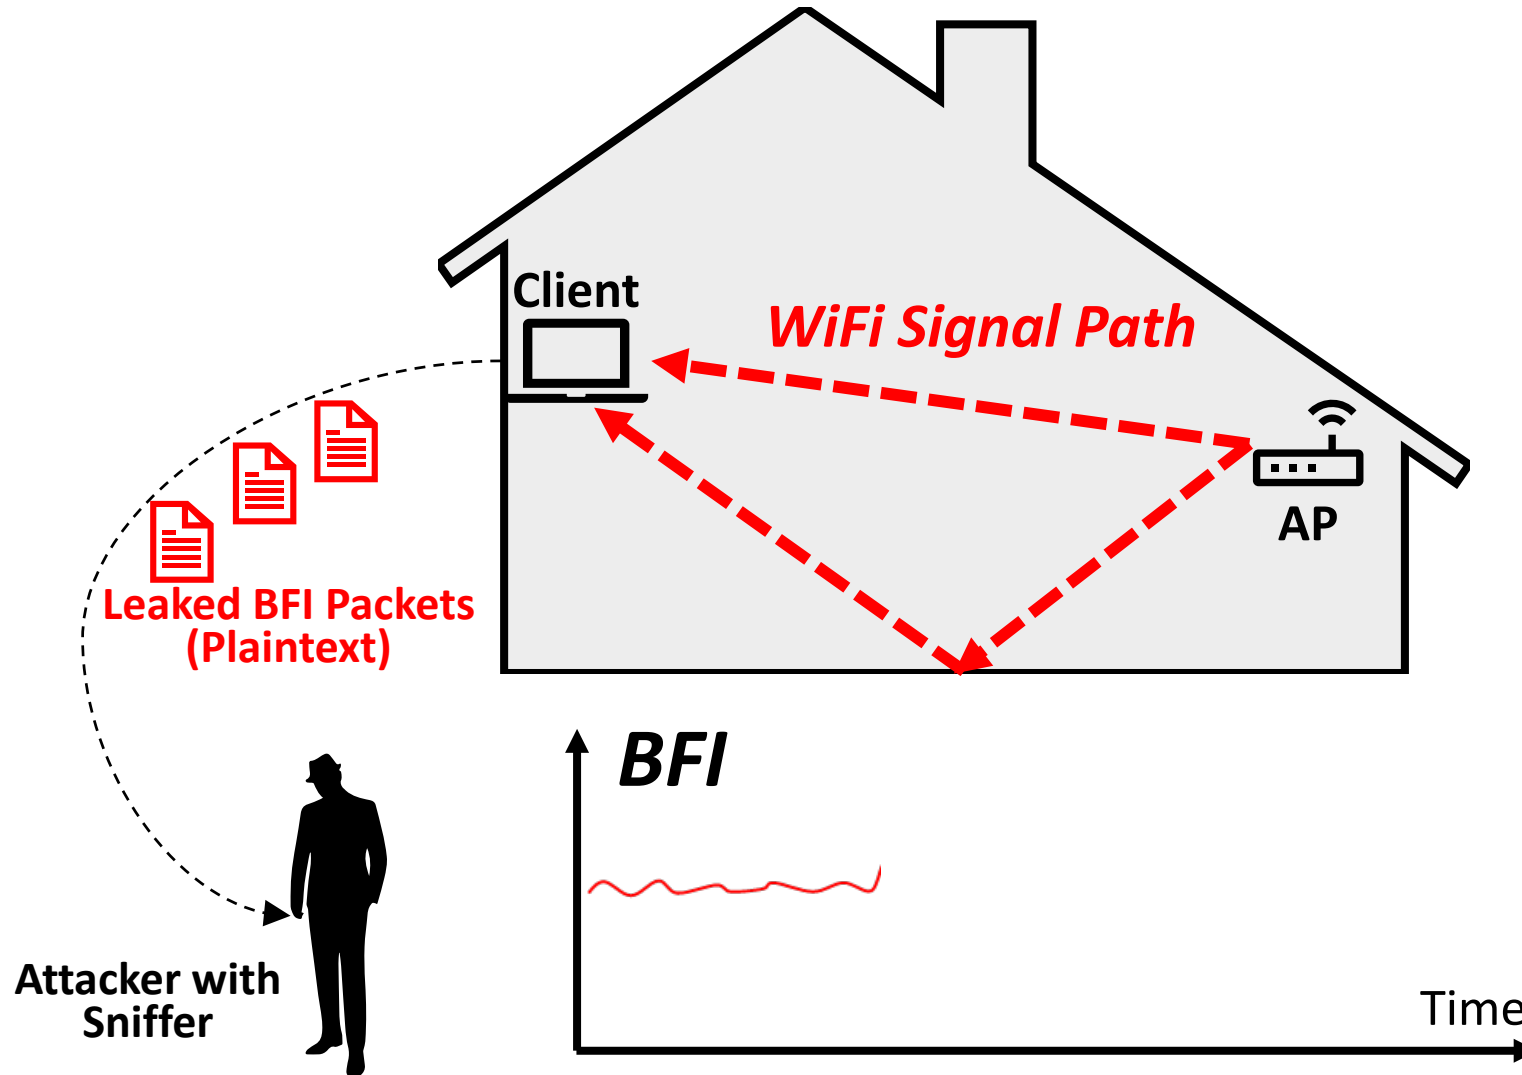 Client
WiFi Signal Path
AP
Leaked BFI Packets
(Plaintext)
BFI
Attacker with
Sniffer
Time